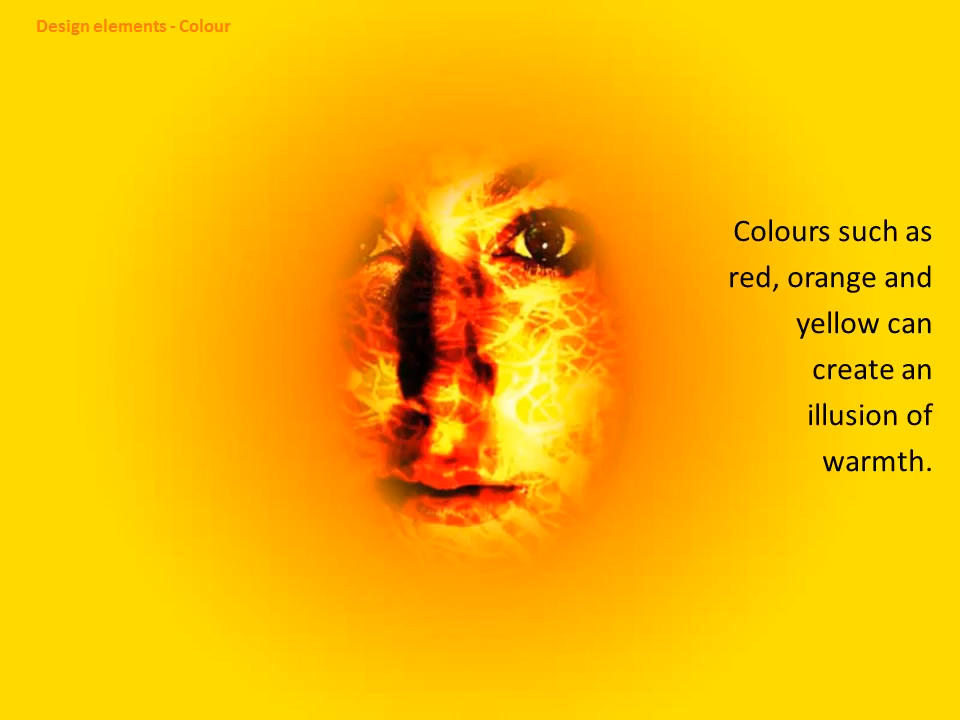 Design elements - Colour
Colours such as
red, orange and
yellow can
create an
illusion of
warmth.